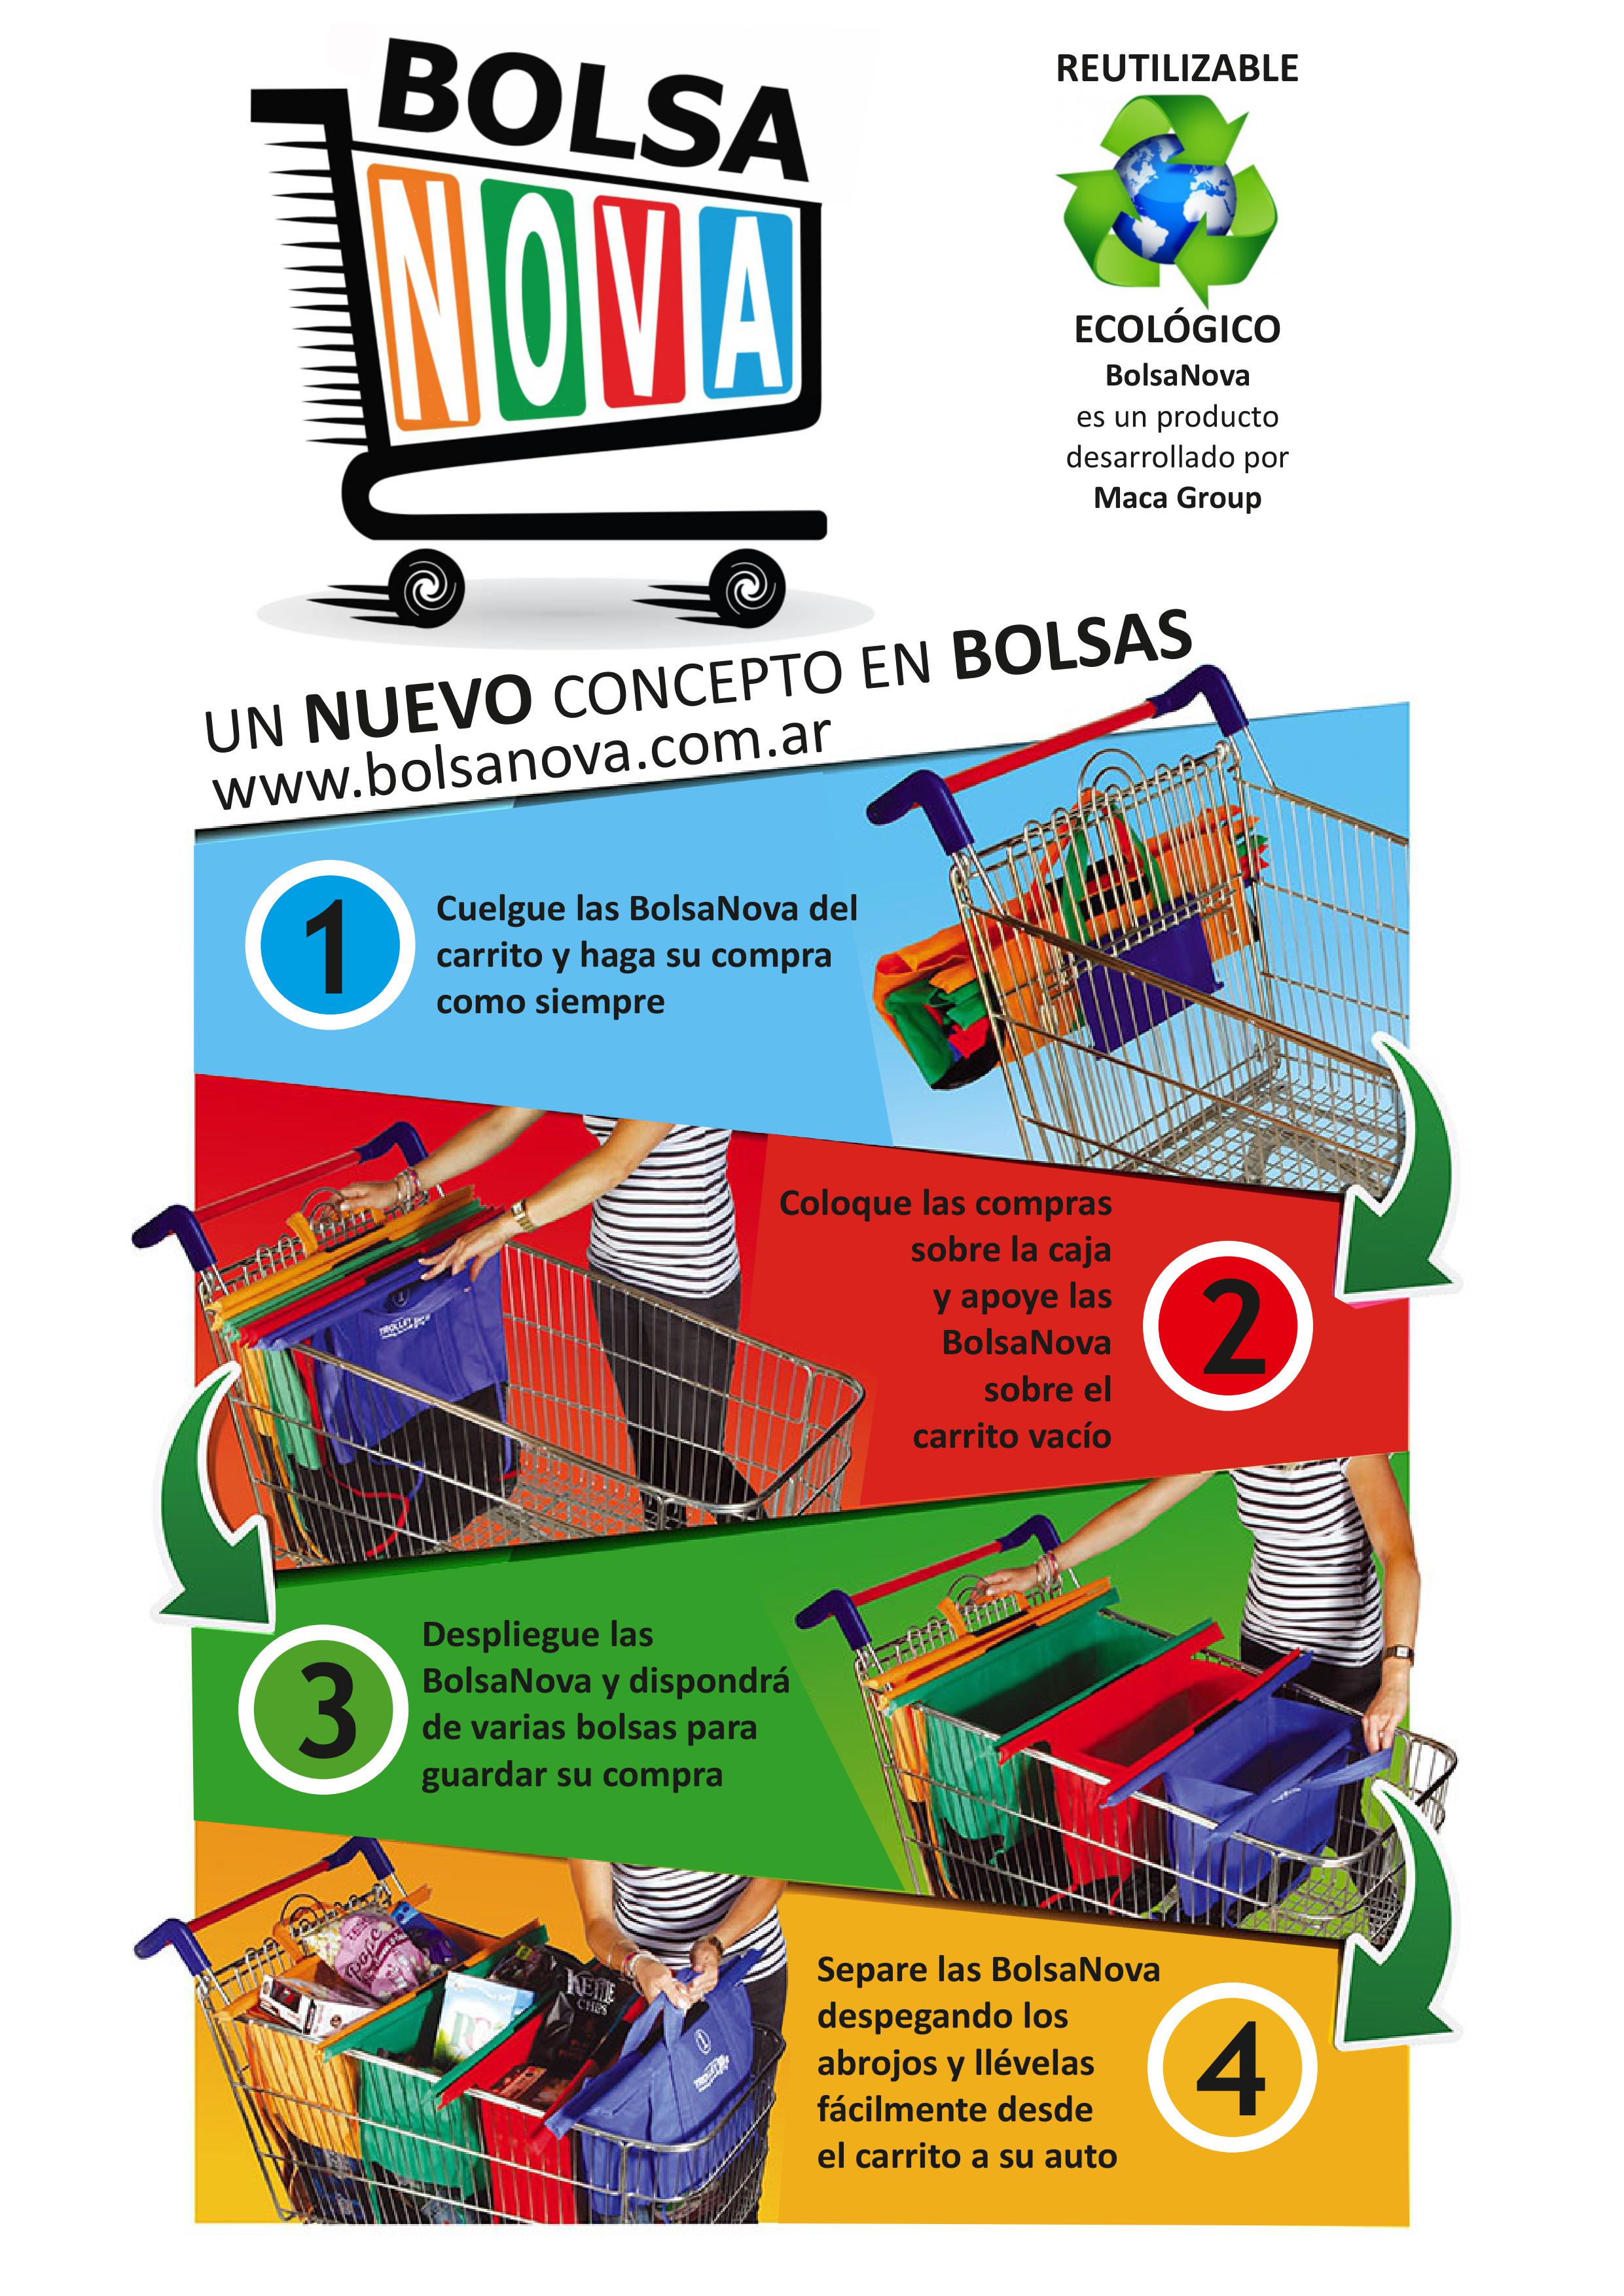 BOLSA
NOVA
REUTILIZABLE
ECOLÓGICO
BolsaNova
es un producto
desarrollado por
Maca Group
UN NUEVO CONCEPTO EN BOLSAS
www.bolsanova.com.ar
1
Cuelgue las BolsaNova del
carrito y haga su compra
como siempre
Coloque las compras
sobre la caja
y apoye las
BolsaNova
sobre el
carrito vacío
2
3
Despliegue las
BolsaNova y dispondrá
de varias bolsas para
guardar su compra
KETTLE
CHIPS
Separe las BolsaNova
despegando los
abrojos y llévelas
fácilmente desde
el carrito a su auto
4